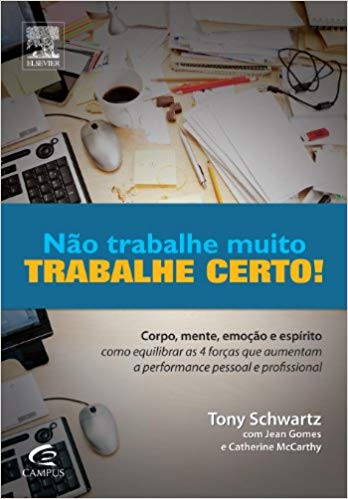 ELSEVIER
Não trabalhe muito
TRABALHE CERTO!
Corpo, mente, emoção e espírito
como equilibrar as 4 forças que aumentam
a performance pessoal e profissional
Tony Schwartz
com Jean Gomes
e Catherine McCarthy
CAMPUS